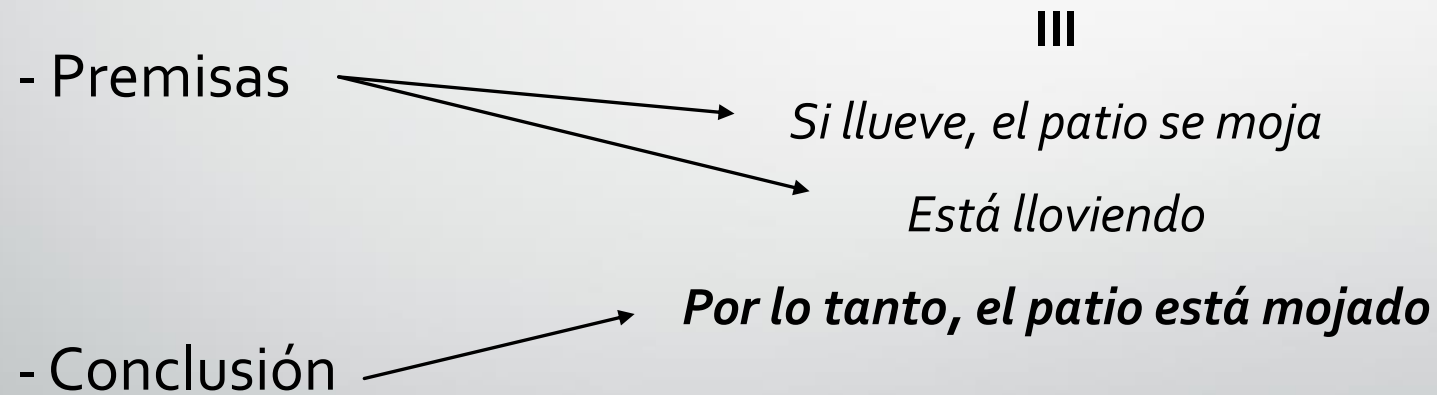 III
- Premisas
Si llueve, el patio se moja
Está lloviendo
Por lo tanto, el patio está mojado
- Conclusión